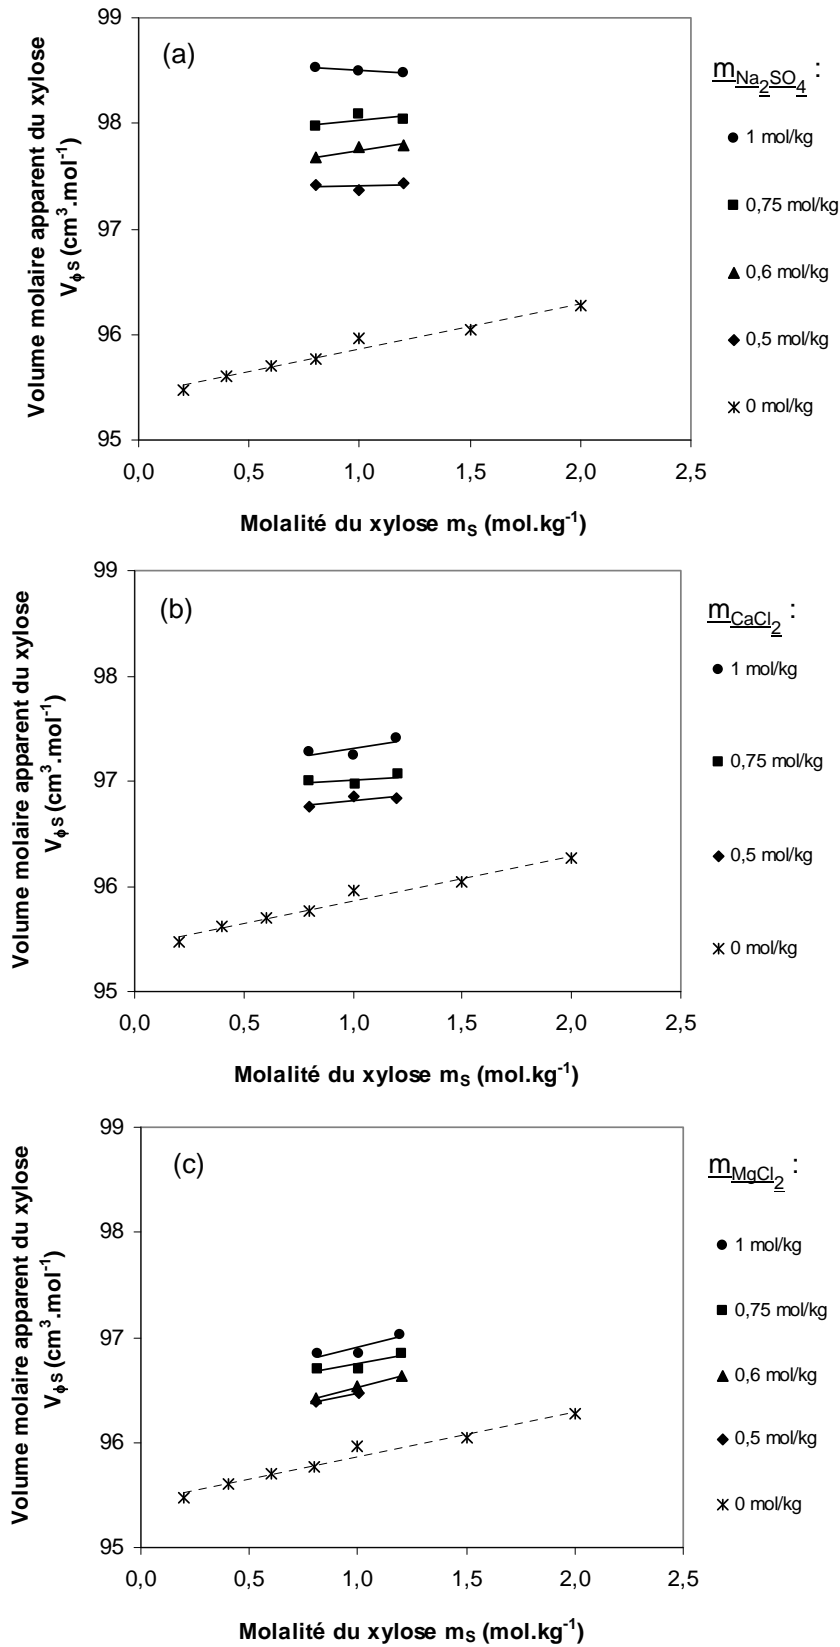 99
98
97
96
95
Volume molaire apparent du xylose
VɸS (cm³.mol⁻¹)
(a)
0,0 0,5 1,0 1,5 2,0 2,5
Molalité du xylose mS (mol.kg⁻¹)
mNa₂SO₄ :
1 mol/kg
0,75 mol/kg
0,6 mol/kg
0,5 mol/kg
0 mol/kg
99
98
97
96
95
Volume molaire apparent du xylose
VɸS (cm³.mol⁻¹)
(b)
0,0 0,5 1,0 1,5 2,0 2,5
Molalité du xylose mS (mol.kg⁻¹)
mCaCl₂ :
1 mol/kg
0,75 mol/kg
0,5 mol/kg
0 mol/kg
99
98
97
96
95
Volume molaire apparent du xylose
VɸS (cm³.mol⁻¹)
(c)
0,0 0,5 1,0 1,5 2,0 2,5
Molalité du xylose mS (mol.kg⁻¹)
mMgCl₂ :
1 mol/kg
0,75 mol/kg
0,6 mol/kg
0,5 mol/kg
0 mol/kg